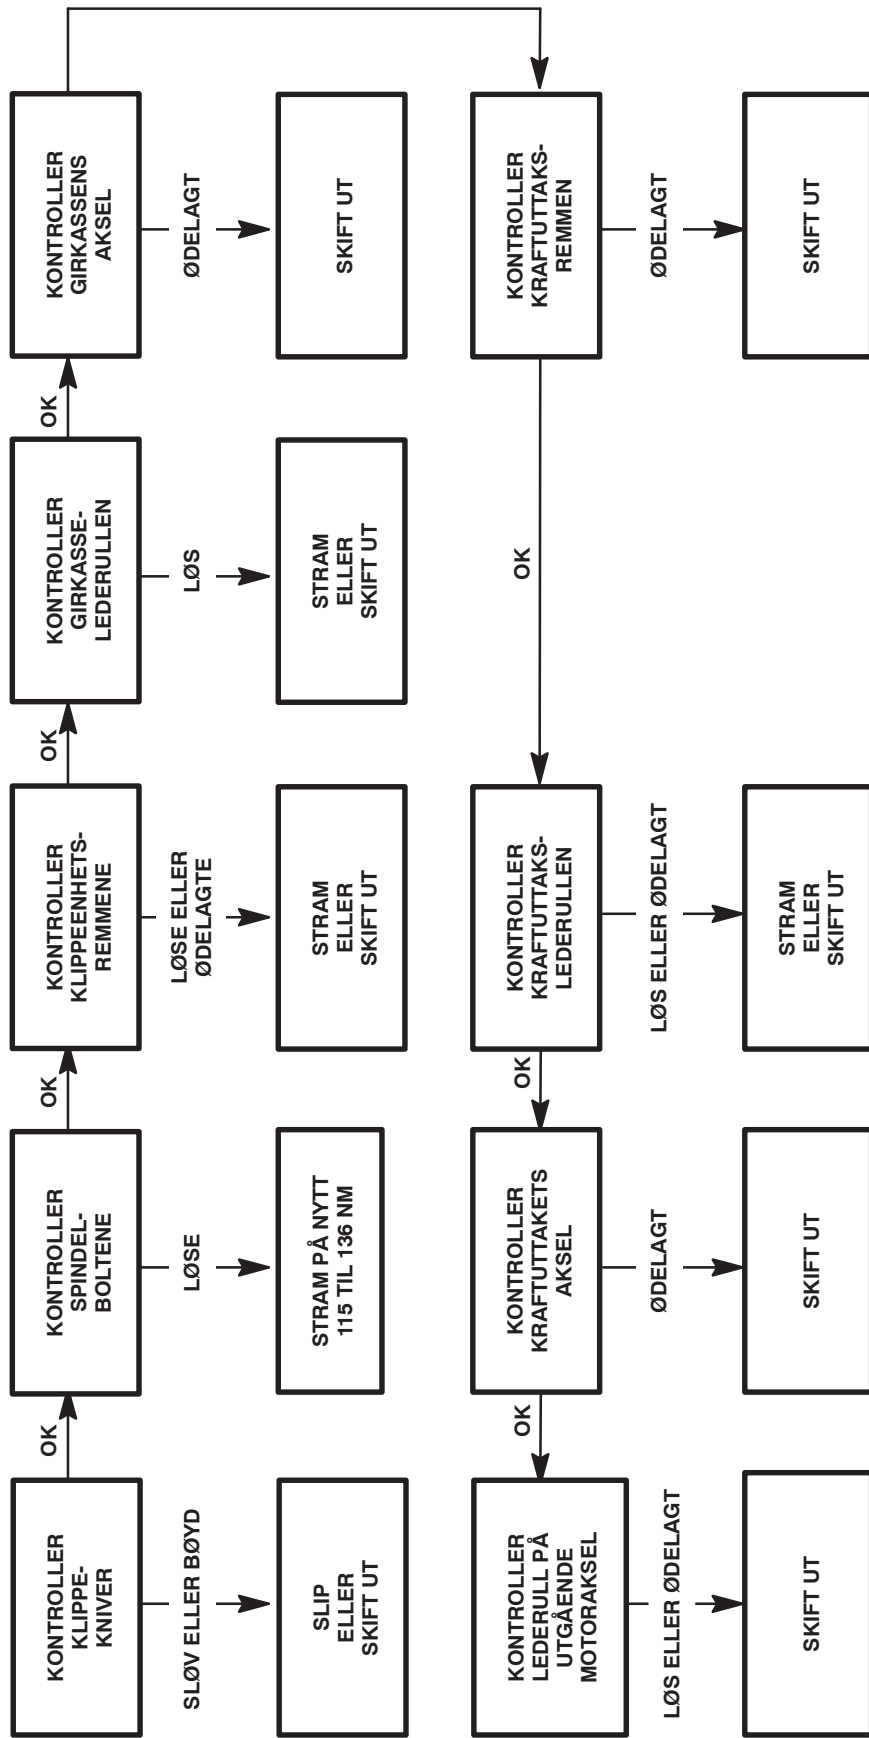 KONTROLLER
KLIPPE-
KNIVER
OK
KONTROLLER
SPINDEL-
BOLTENE
OK
KONTROLLER
KLIPPEENHETS-
REMMENE
OK
KONTROLLER
GIRKASSE-
LEDERULLEN
OK
KONTROLLER
GIRKASSENS
AKSEL
SLØV ELLER BØYD
LØSE
LØSE ELLER
ØDELAGTE
LØS
ØDELAGT
SLIP
ELLER
SKIFT UT
STRAM PÅ NYTT
115 TIL 136 NM
STRAM
ELLER
SKIFT UT
STRAM
ELLER
SKIFT UT
SKIFT UT
KONTROLLER
LEDERULL PÅ
UTGÅENDE
MOTORAKSEL
OK
KONTROLLER
KRAFTUTTAKETS
AKSEL
OK
KONTROLLER
KRAFTUTTAKS-
LEDERULLEN
OK
KONTROLLER
KRAFTUTTAKS-
REMMEN
LØS ELLER ØDELAGT
ØDELAGT
LØS ELLER ØDELAGT
ØDELAGT
SKIFT UT
SKIFT UT
STRAM
ELLER
SKIFT UT
SKIFT UT